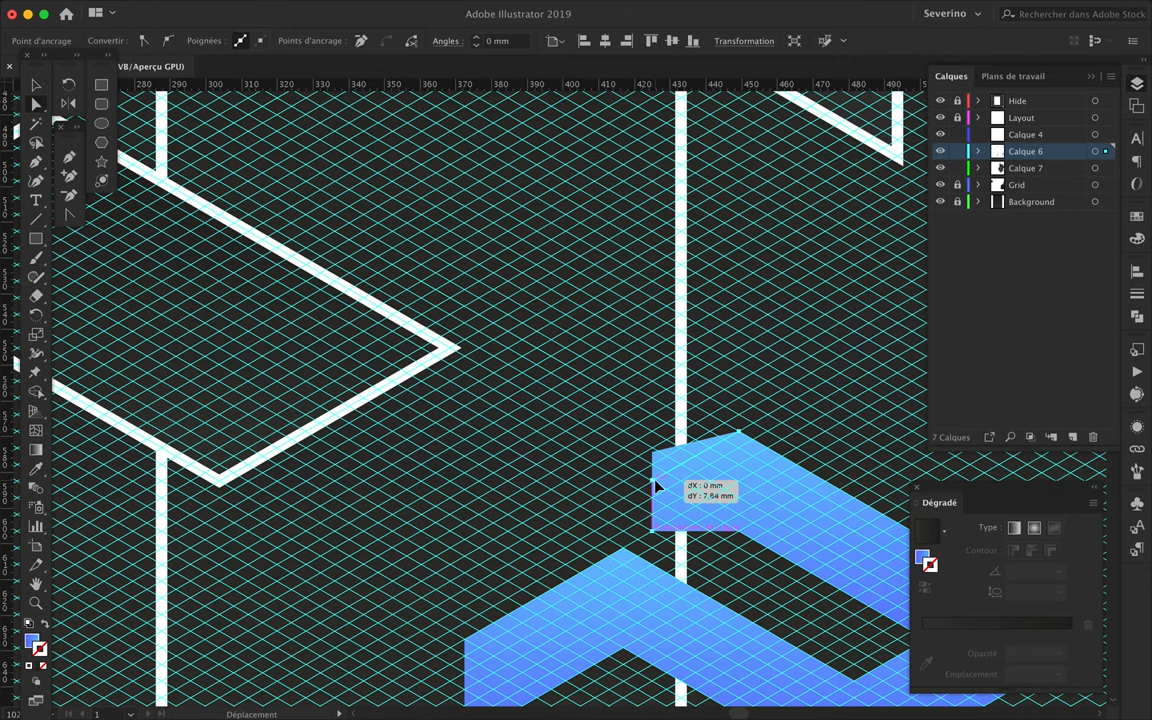 Adobe Illustrator 2019
Severino
Rechercher dans Adobe Stock
Point d'ancrage
Convertir :
Poignées :
Points d'ancrage :
Angles :
0 mm
Transformation
VB/Aperçu GPU)
280 290 300 310 320 330 340 350 360 370 380 390 400 410 420 430 440 450 460 470 480 490
Calques
Plans de travail
Hide
Layout
Calque 4
Calque 6
Calque 7
Grid
Background
7 Calques
dX : 0 mm
dY : 7,84 mm
Dégradé
Type :
Contour :
Opacité :
Emplacement :
1
Déplacement